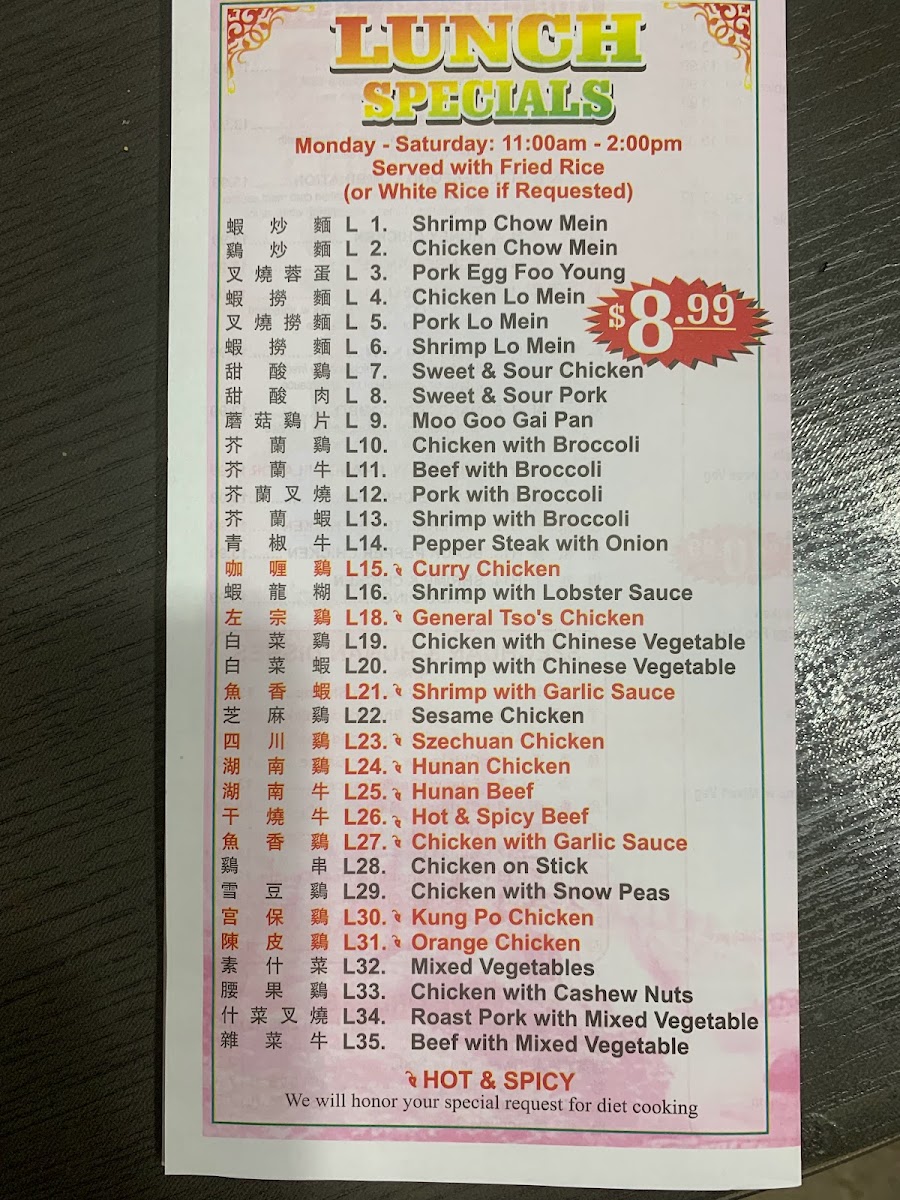 LUNCH
SPECIALS
Monday - Saturday: 11:00am - 2:00pm
Served with Fried Rice
(or White Rice if Requested)
蝦炒麵 L 1. Shrimp Chow Mein
鷄炒麵 L 2. Chicken Chow Mein
叉燒蓉蛋 L 3. Pork Egg Foo Young
蝦撈麵 L 4. Chicken Lo Mein
$8.99
叉燒撈麵 L 5. Pork Lo Mein
蝦撈麵 L 6. Shrimp Lo Mein
甜酸鷄 L 7. Sweet & Sour Chicken
甜酸肉 L 8. Sweet & Sour Pork
蘑菇鷄片 L 9. Moo Goo Gai Pan
芥蘭鷄 L10. Chicken with Broccoli
芥蘭牛 L11. Beef with Broccoli
芥蘭叉燒 L12. Pork with Broccoli
芥蘭蝦 L13. Shrimp with Broccoli
青椒牛 L14. Pepper Steak with Onion
咖喱鷄 L15. Curry Chicken
蝦龍糊 L16. Shrimp with Lobster Sauce
左宗鷄 L18. General Tso's Chicken
白菜鷄 L19. Chicken with Chinese Vegetable
白菜蝦 L20. Shrimp with Chinese Vegetable
魚香蝦 L21. Shrimp with Garlic Sauce
芝麻鷄 L22. Sesame Chicken
四川鷄 L23. Szechuan Chicken
湖南鷄 L24. Hunan Chicken
湖南牛 L25. Hunan Beef
干燒牛 L26. Hot & Spicy Beef
魚香鷄 L27. Chicken with Garlic Sauce
鷄串 L28. Chicken on Stick
雪豆鷄 L29. Chicken with Snow Peas
宮保鷄 L30. Kung Po Chicken
陳皮鷄 L31. Orange Chicken
素什菜 L32. Mixed Vegetables
腰果鷄 L33. Chicken with Cashew Nuts
什菜叉燒 L34. Roast Pork with Mixed Vegetable
雜菜牛 L35. Beef with Mixed Vegetable
HOT & SPICY
We will honor your special request for diet cooking